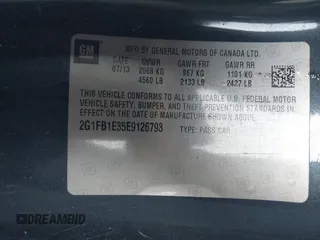 GM
MFD BY GENERAL MOTORS OF CANADA LTD.
DATE GVWR GAWR FRT GAWR RR
07/13 2068 KG 967 KG 1101 KG
4560 LB 2133 LB 2427 LB
THIS VEHICLE CONFORMS TO ALL APPLICABLE U.S. FEDERAL MOTOR
VEHICLE SAFETY, BUMPER, AND THEFT PREVENTION STANDARDS
IN EFFECT ON THE DATE OF MANUFACTURE SHOWN ABOVE.
2G1FB1E35E9126793 TYPE: PASS CAR
DREAMBID